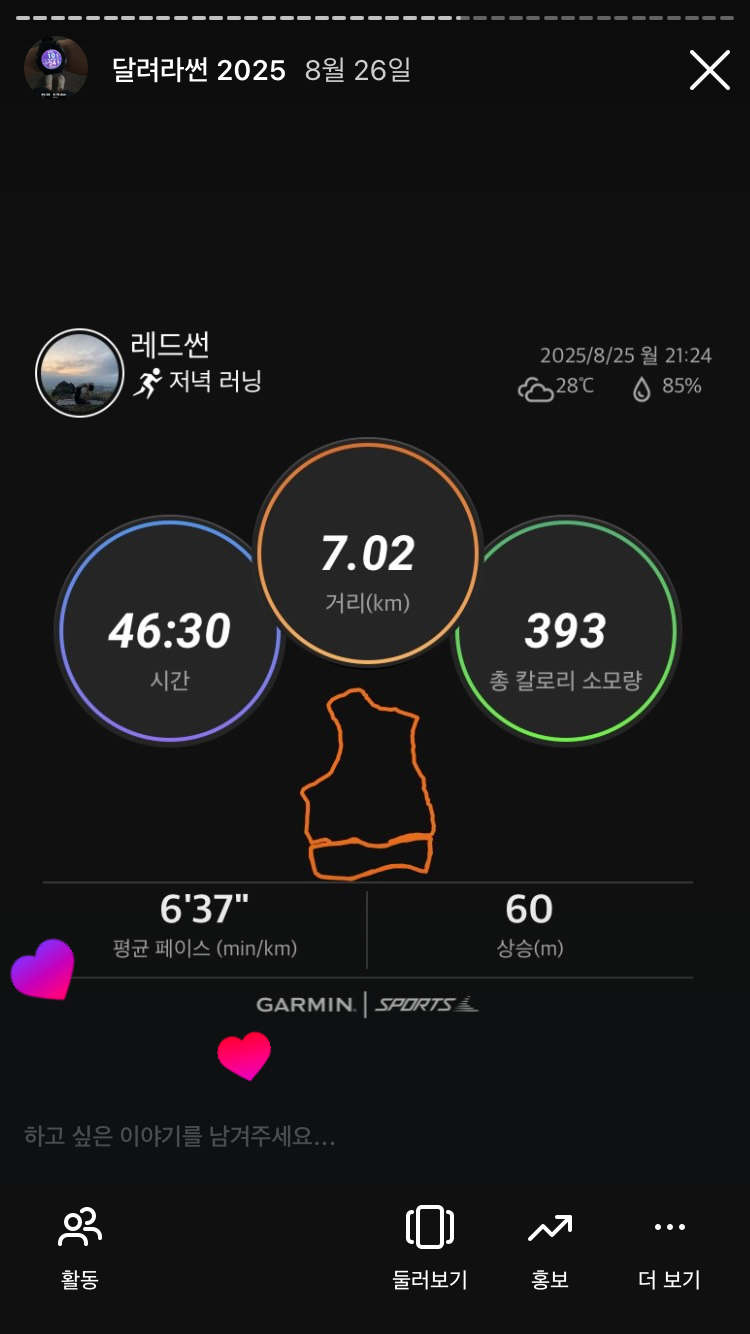 달려라썬 2025 8월 26일
레드썬
저녁 러닝
2025/8/25 월 21:24
28℃ 85%
7.02
거리(km)
46:30
시간
393
총 칼로리 소모량
6'37"
평균 페이스 (min/km)
60
상승(m)
GARMIN. | SPORTS
하고 싶은 이야기를 남겨주세요...
활동
둘러보기
홍보
더 보기